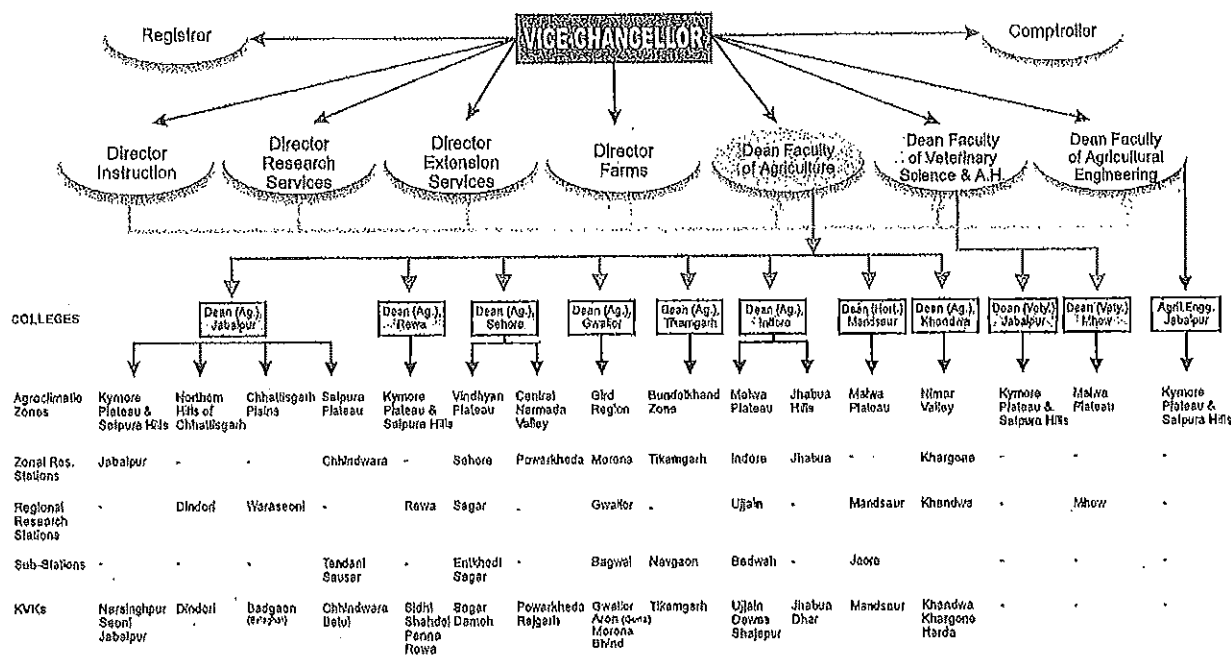 VICE CHANCELLOR
Registrar
Comptroller
Director
Instruction
Director
Research
Services
Director
Extension
Services
Director
Farms
Dean Faculty
of Agriculture
Dean Faculty
of Veterinary
Science & A.H.
Dean Faculty
of Agricultural
Engineering
COLLEGES
Dean (Ag.),
Jabalpur
Dean (Ag.),
Rewa
Dean (Ag.),
Sehore
Dean (Ag.),
Gwalior
Dean (Ag.),
Tikamgarh
Dean (Ag.),
Indore
Dean (Hort.)
Mandsaur
Dean (Ag.),
Khandwa
Dean (Vety.)
Jabalpur
Dean (Vety.)
Mhow
Agril. Engg.
Jabalpur
Agroclimatic
Zones
Kymore
Plateau &
Satpura Hills
Northern
Hills of
Chhattisgarh
Chhattisgarh
Plains
Satpura
Plateau
Kymore
Plateau &
Satpura Hills
Vindhyan
Plateau
Central
Narmada
Valley
Gird
Region
Bundelkhand
Zone
Malwa
Plateau
Jhabua
Hills
Malwa
Plateau
Nimar
Valley
Kymore
Plateau &
Satpura Hills
Malwa
Plateau
Kymore
Plateau &
Satpura Hills
Zonal Res.
Stations
Jabalpur - - Chhindwara - Sehore Powarkheda Morena Tikamgarh Indore Jhabua - Khargone - - -
Regional
Research
Stations
- Dindori Waraseoni - Rewa Sagar - Gwalior - Ujjain - Mandsaur Khandwa - Mhow -
Sub-Stations
- - - Tandani
Sausar
- Entkhedi
Sagar
- Bagwai Navgaon Badwah - Jaora - - - -
KVKs
Narsinghpur
Seoni
Jabalpur
Dindori
Badgaon
(Balaghat)
Chhindwara
Betul
Sidhi
Shahdol
Panna
Rewa
Sagar
Damoh
Powarkheda
Rajgarh
Gwalior
Aron (Guna)
Morena
Bhind
Tikamgarh
Ujjain
Dewas
Shajapur
Jhabua
Dhar
Mandsaur
Khandwa
Khargone
Harda
- - -